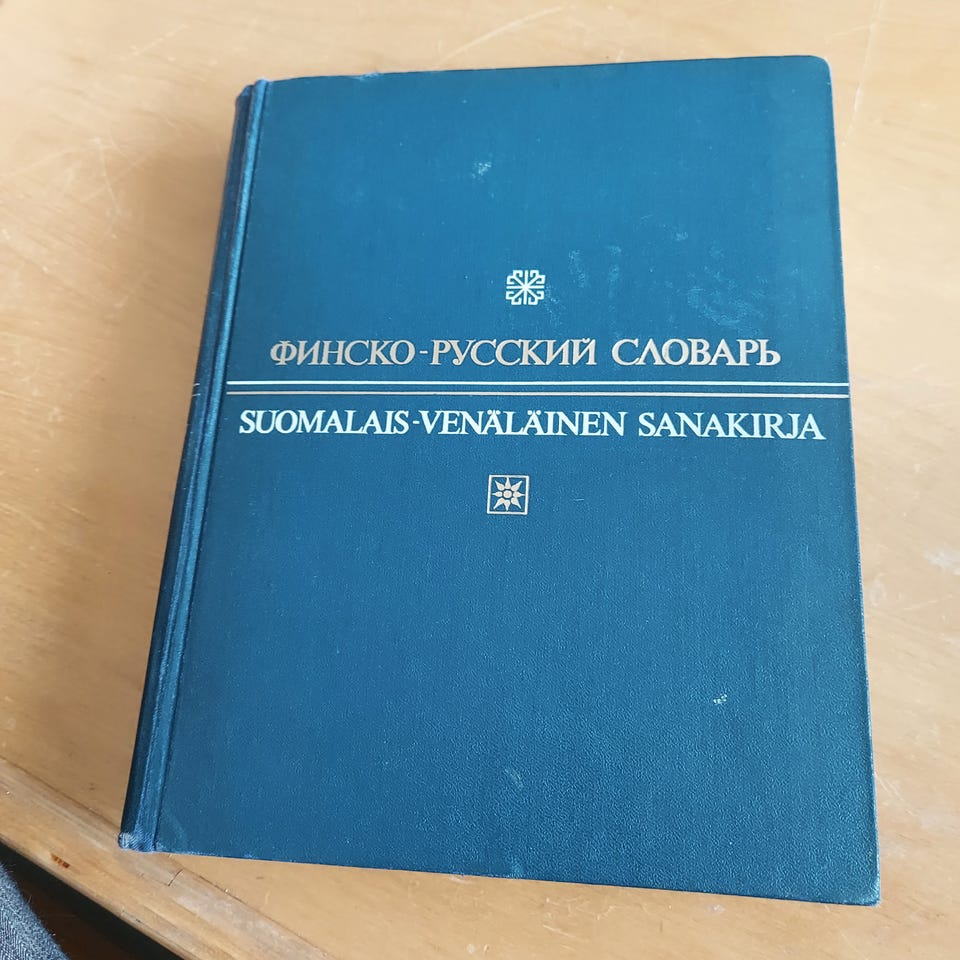 ФИНСКО-РУССКИЙ СЛОВАРЬ
SUOMALAIS-VENÄLÄINEN SANAKIRJA